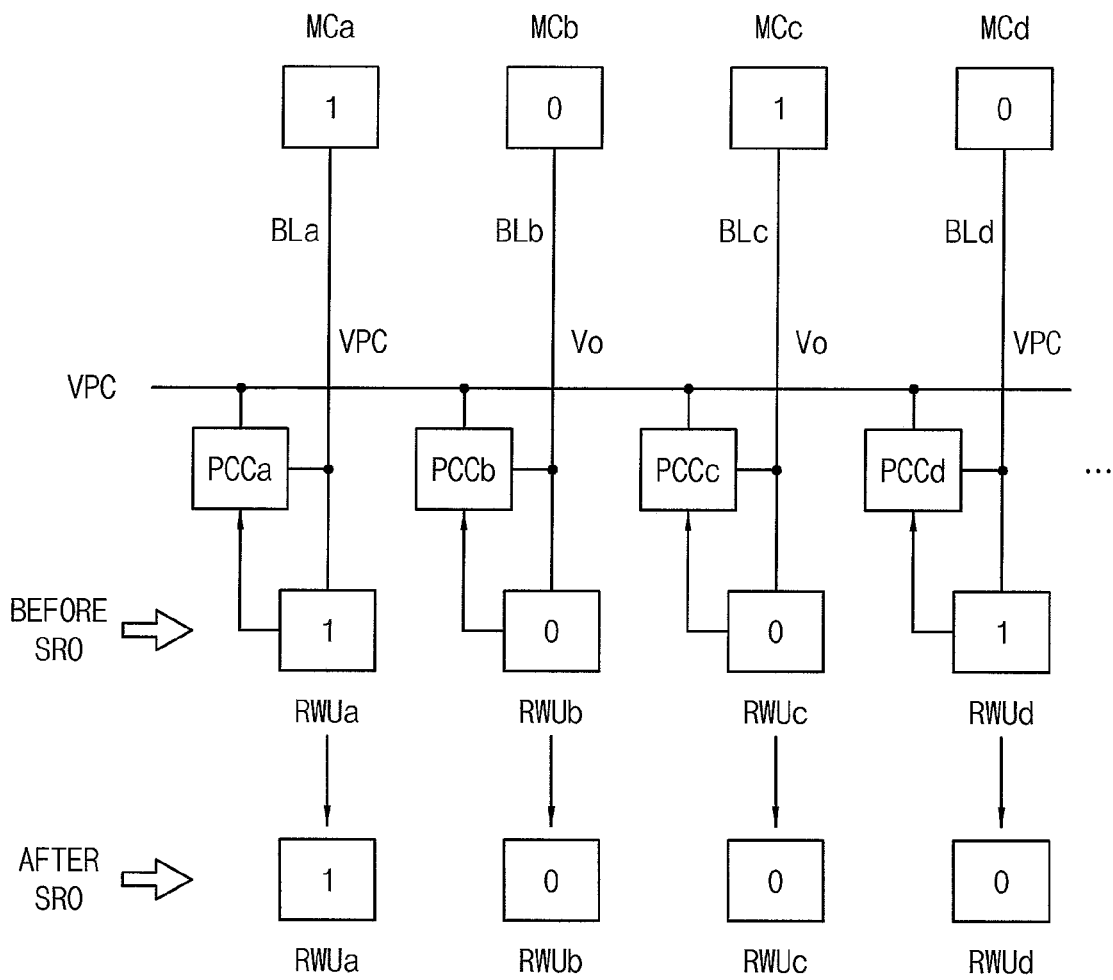 MCa MCb MCc MCd
1 0 1 0
BLa BLb BLc BLd
VPC Vo Vo VPC
VPC
PCCa PCCb PCCc PCCd ...
BEFORE
SRO
1 0 0 1
RWUa RWUb RWUc RWUd
AFTER
SRO
1 0 0 0
RWUa RWUb RWUc RWUd